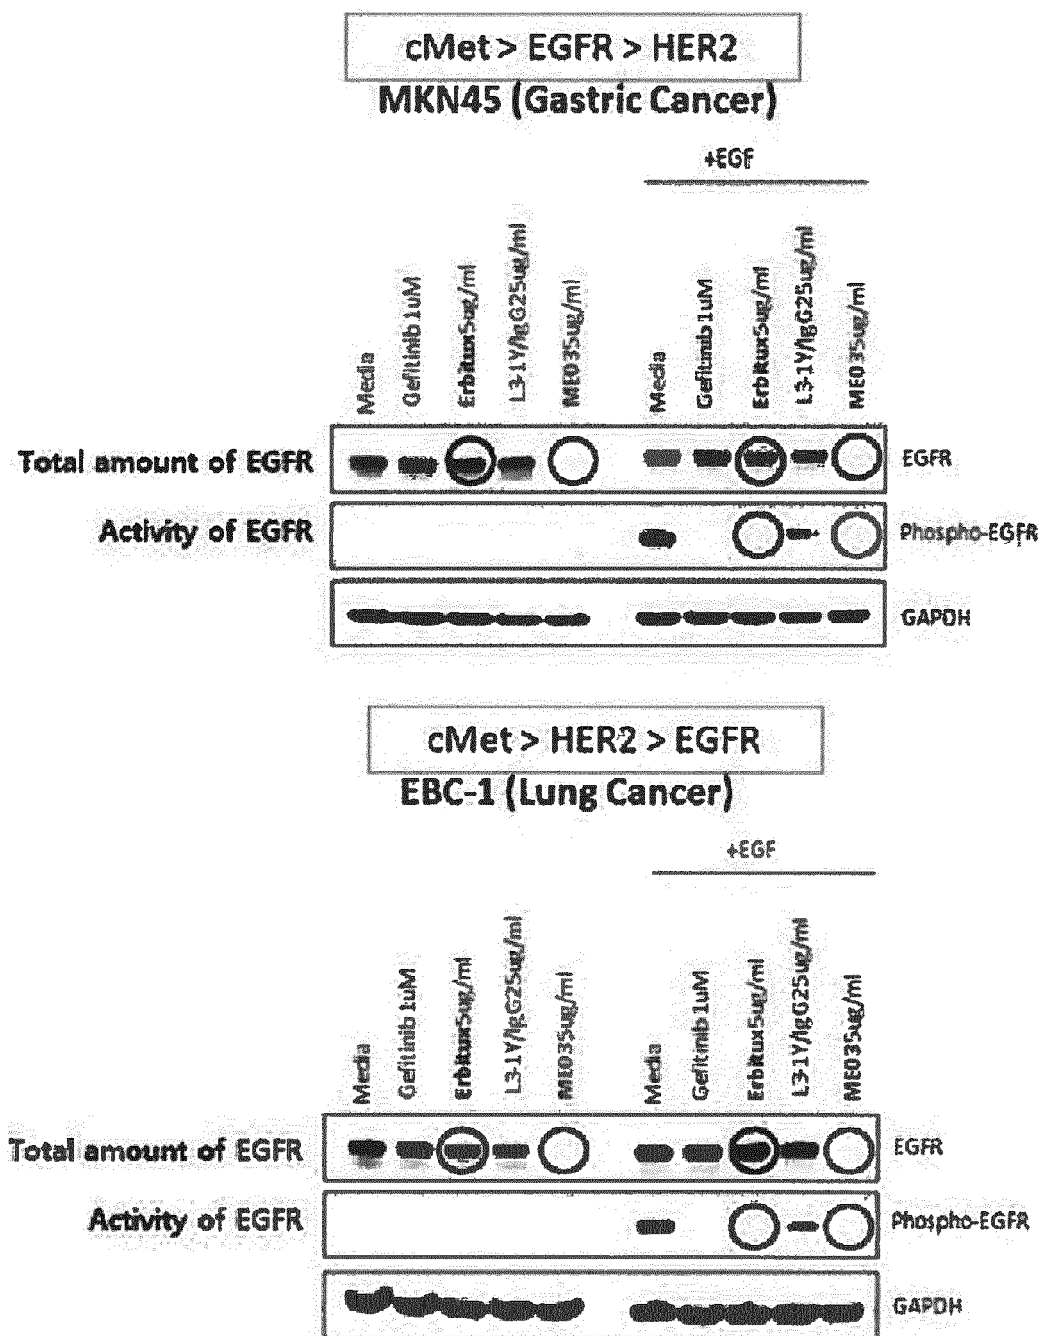 cMet > EGFR > HER2
MKN45 (Gastric Cancer)
+EGF
Media
Gefitinib 1uM
Erbitux5ug/ml
L3-1Y/IgG25ug/ml
ME035ug/ml
Media
Gefitinib 1uM
Erbitux5ug/ml
L3-1Y/IgG25ug/ml
ME035ug/ml
Total amount of EGFR
EGFR
Activity of EGFR
Phospho-EGFR
GAPDH
cMet > HER2 > EGFR
EBC-1 (Lung Cancer)
+EGF
Media
Gefitinib 1uM
Erbitux5ug/ml
L3-1Y/IgG25ug/ml
ME035ug/ml
Media
Gefitinib 1uM
Erbitux5ug/ml
L3-1Y/IgG25ug/ml
ME035ug/ml
Total amount of EGFR
EGFR
Activity of EGFR
Phospho-EGFR
GAPDH